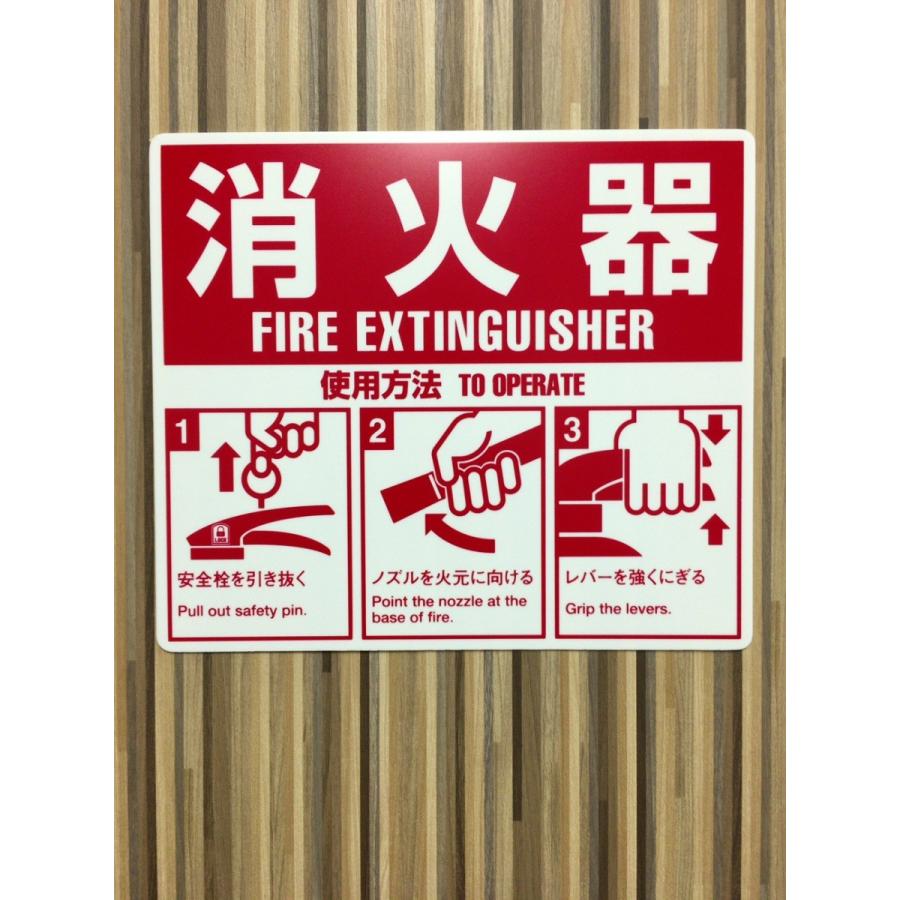 消火器
FIRE EXTINGUISHER
使用方法 TO OPERATE
1
安全栓を引き抜く
Pull out safety pin.
2
ノズルを火元に向ける
Point the nozzle at the
base of fire.
3
レバーを強くにぎる
Grip the levers.